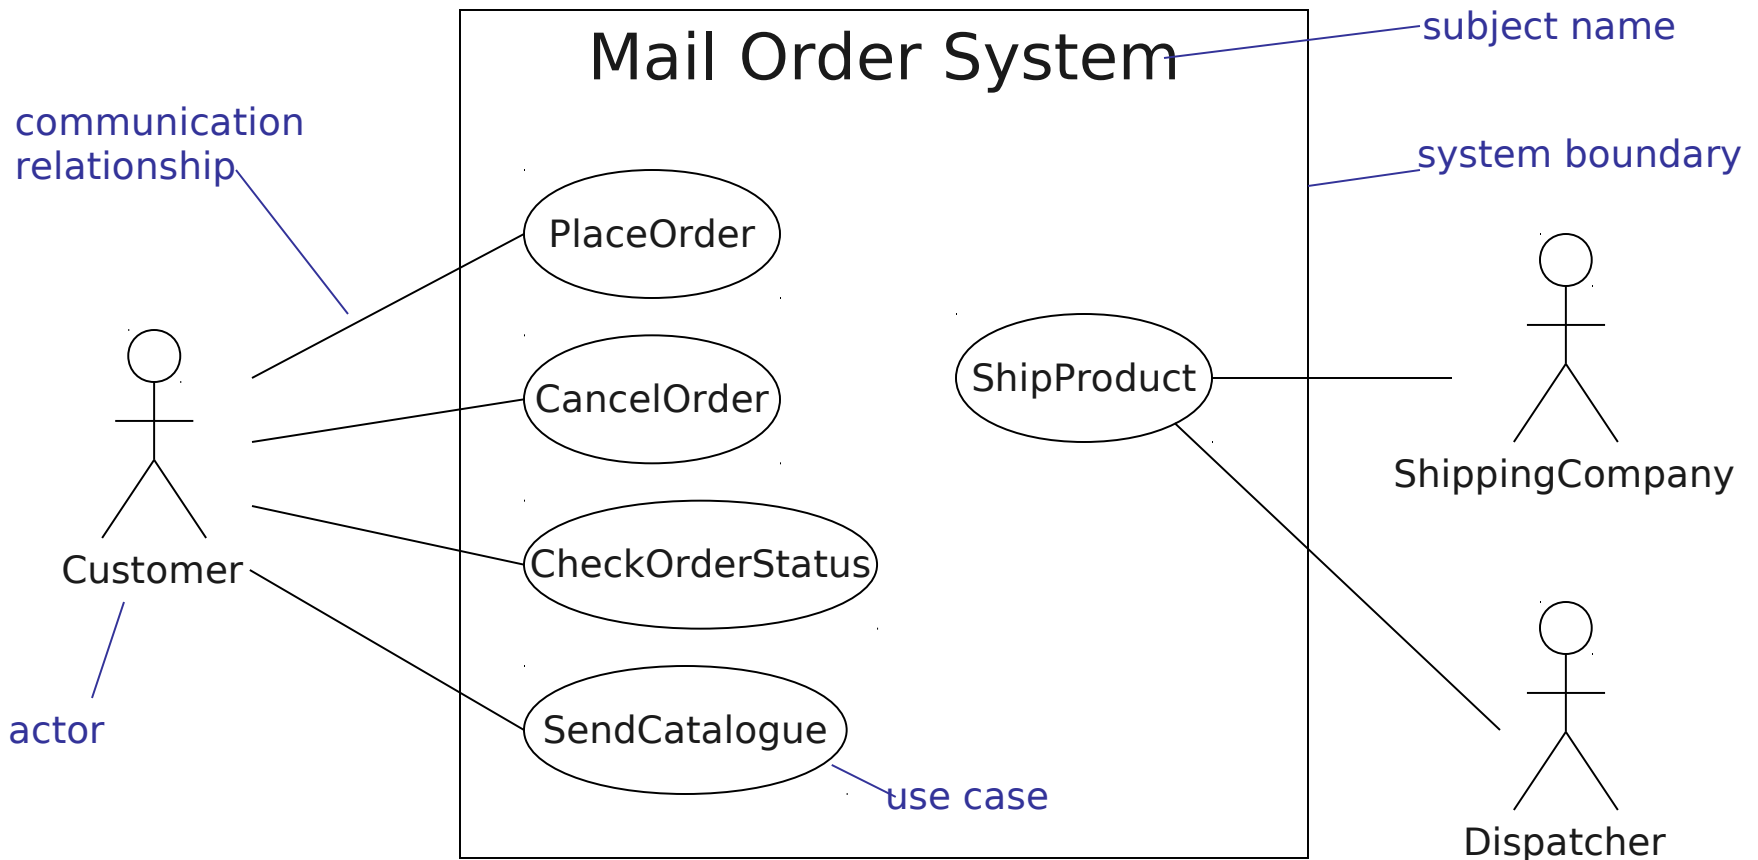 Mail Order System
subject name
communication
relationship
system boundary
PlaceOrder
CancelOrder
ShipProduct
ShippingCompany
CheckOrderStatus
Customer
SendCatalogue
actor
use case
Dispatcher